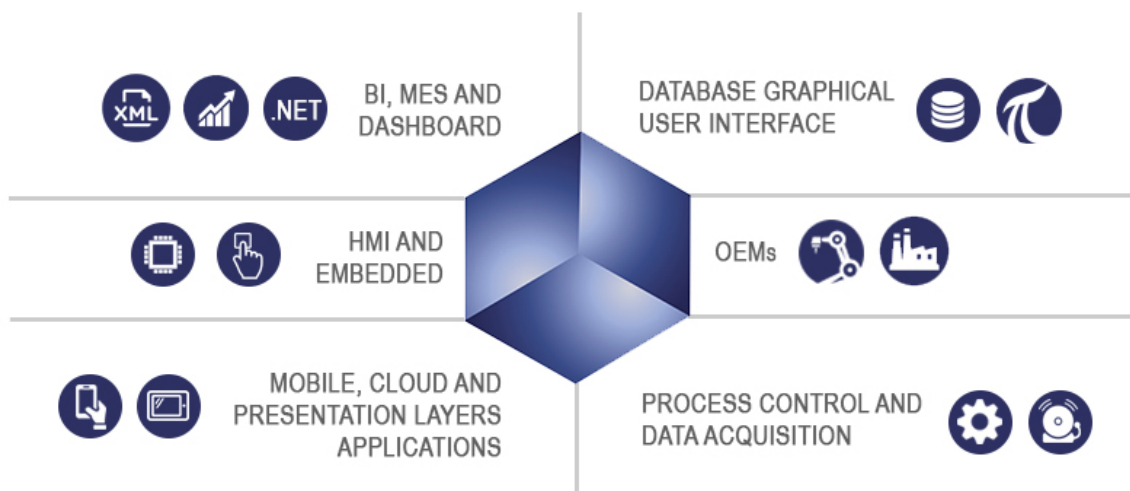 XML
.NET
BI, MES AND
DASHBOARD
DATABASE GRAPHICAL
USER INTERFACE
HMI AND
EMBEDDED
OEMs
MOBILE, CLOUD AND
PRESENTATION LAYERS
APPLICATIONS
PROCESS CONTROL AND
DATA ACQUISITION